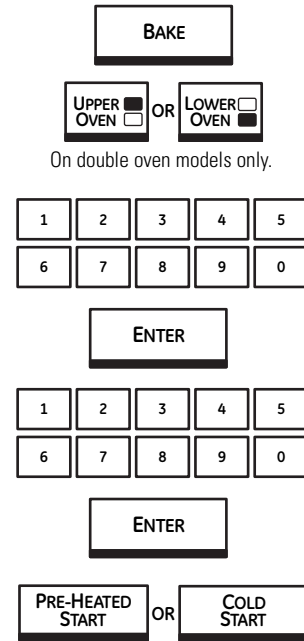 BAKE
UPPER OVEN OR LOWER OVEN
On double oven models only.
1 2 3 4 5
6 7 8 9 0
ENTER
1 2 3 4 5
6 7 8 9 0
ENTER
PRE-HEATED START OR COLD START